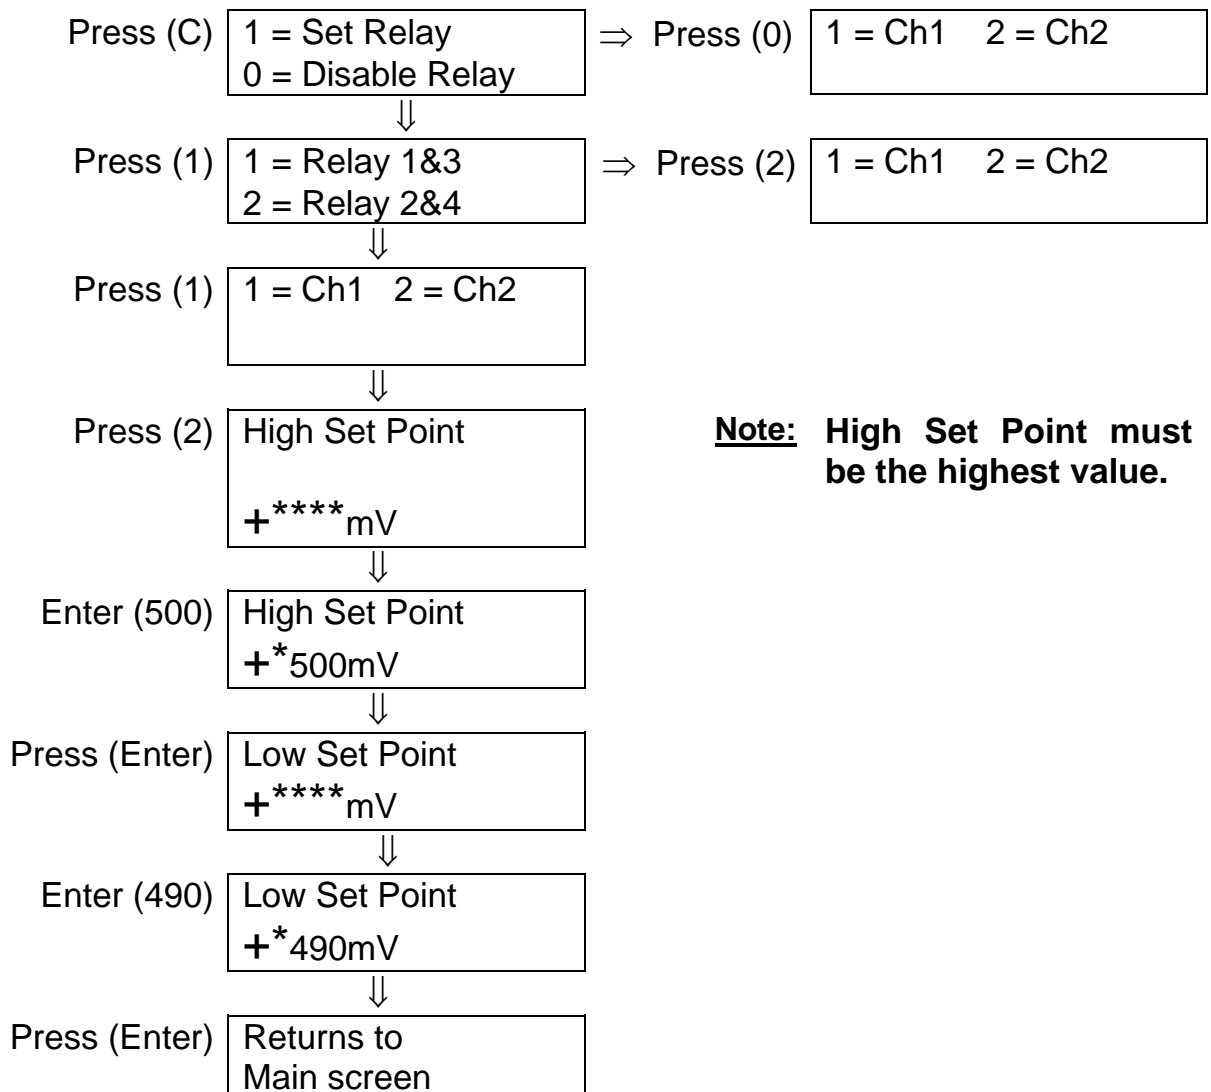 Press (C) 1 = Set Relay ⇒ Press (0) 1 = Ch1 2 = Ch2
0 = Disable Relay
⇓
Press (1) 1 = Relay 1&3 ⇒ Press (2) 1 = Ch1 2 = Ch2
2 = Relay 2&4
⇓
Press (1) 1 = Ch1 2 = Ch2
⇓
Press (2) High Set Point
+****mV
Note: High Set Point must
be the highest value.
⇓
Enter (500) High Set Point
+*500mV
⇓
Press (Enter) Low Set Point
+****mV
⇓
Enter (490) Low Set Point
+*490mV
⇓
Press (Enter) Returns to
Main screen